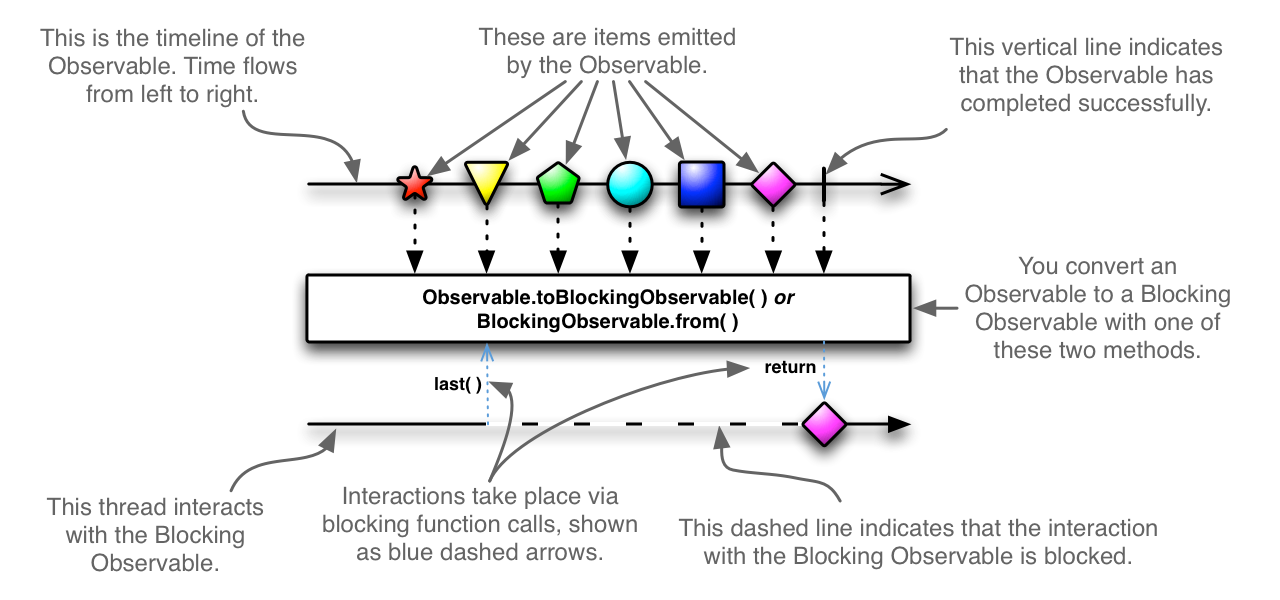 This is the timeline of the
Observable. Time flows
from left to right.
These are items emitted
by the Observable.
This vertical line indicates
that the Observable has
completed successfully.
Observable.toBlockingObservable( ) or
BlockingObservable.from( )
You convert an
Observable to a Blocking
Observable with one of
these two methods.
last( )
return
This thread interacts
with the Blocking
Observable.
Interactions take place via
blocking function calls, shown
as blue dashed arrows.
This dashed line indicates that the interaction
with the Blocking Observable is blocked.